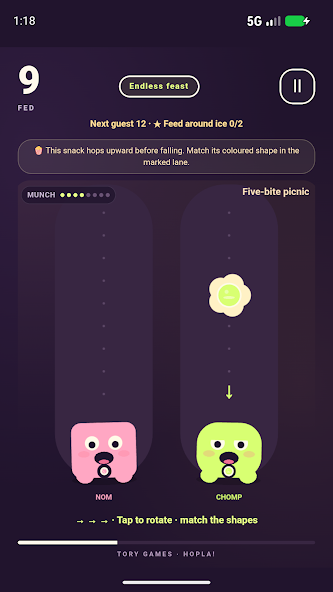 1:18
5G
9
FED
Endless feast
Next guest 12 · ★ Feed around ice 0/2
🍿 This snack hops upward before falling. Match its coloured shape in the marked lane.
MUNCH
Five-bite picnic
↓
NOM
CHOMP
→ → → · Tap to rotate · match the shapes
TORY GAMES · HOPLA!